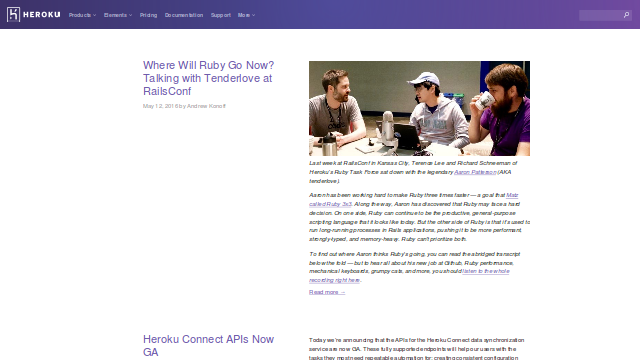 HEROKU Products Elements Pricing Documentation Support More
Where Will Ruby Go Now?
Talking with Tenderlove at
RailsConf
May 12, 2016 by Andrew Konoff
Last week at RailsConf in Kansas City, Terence Lee and Richard Schneeman of
Heroku's Ruby Task Force sat down with the legendary Aaron Patterson (AKA
tenderlove).
Aaron has been working hard to make Ruby three times faster — a goal that Matz
called Ruby 3x3. Along the way, Aaron has discovered that Ruby may face a hard
decision. On one side, Ruby can continue to be the productive, general-purpose
scripting language that it looks like today. But the other side of Ruby is that it's used to
run long-running processes in Rails applications, pushing it to be more performant,
strongly-typed, and memory-heavy. Ruby can't prioritize both.
To find out where Aaron thinks Ruby's going, you can read the abridged transcript
below the fold — but to hear all about his new job at Github, Ruby performance,
mechanical keyboards, grumpy cats, and more, you should listen to the whole
recording right here.
Read more →
Heroku Connect APIs Now
GA
Today we're announcing that the APIs for the Heroku Connect data synchronization
service are now GA. These fully supported endpoints will help our users with the
tasks they most need repeatable automation for: creating consistent configuration